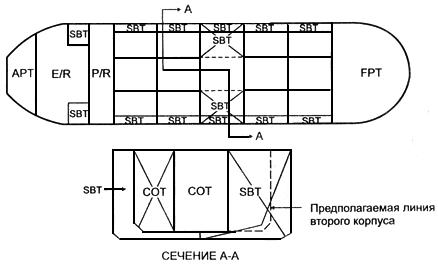 A
SBT SBT SBT SBT SBT
SBT SBT
APT E/R P/R FPT
SBT SBT
SBT SBT SBT SBT SBT
A
SBT COT COT SBT
Предполагаемая линия
второго корпуса
СЕЧЕНИЕ А-А